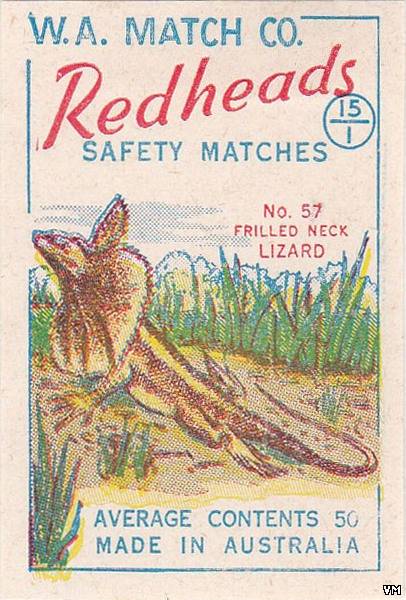 W.A. MATCH CO.
Redheads
15
1
SAFETY MATCHES
No. 57
FRILLED NECK
LIZARD
AVERAGE CONTENTS 50
MADE IN AUSTRALIA
VM